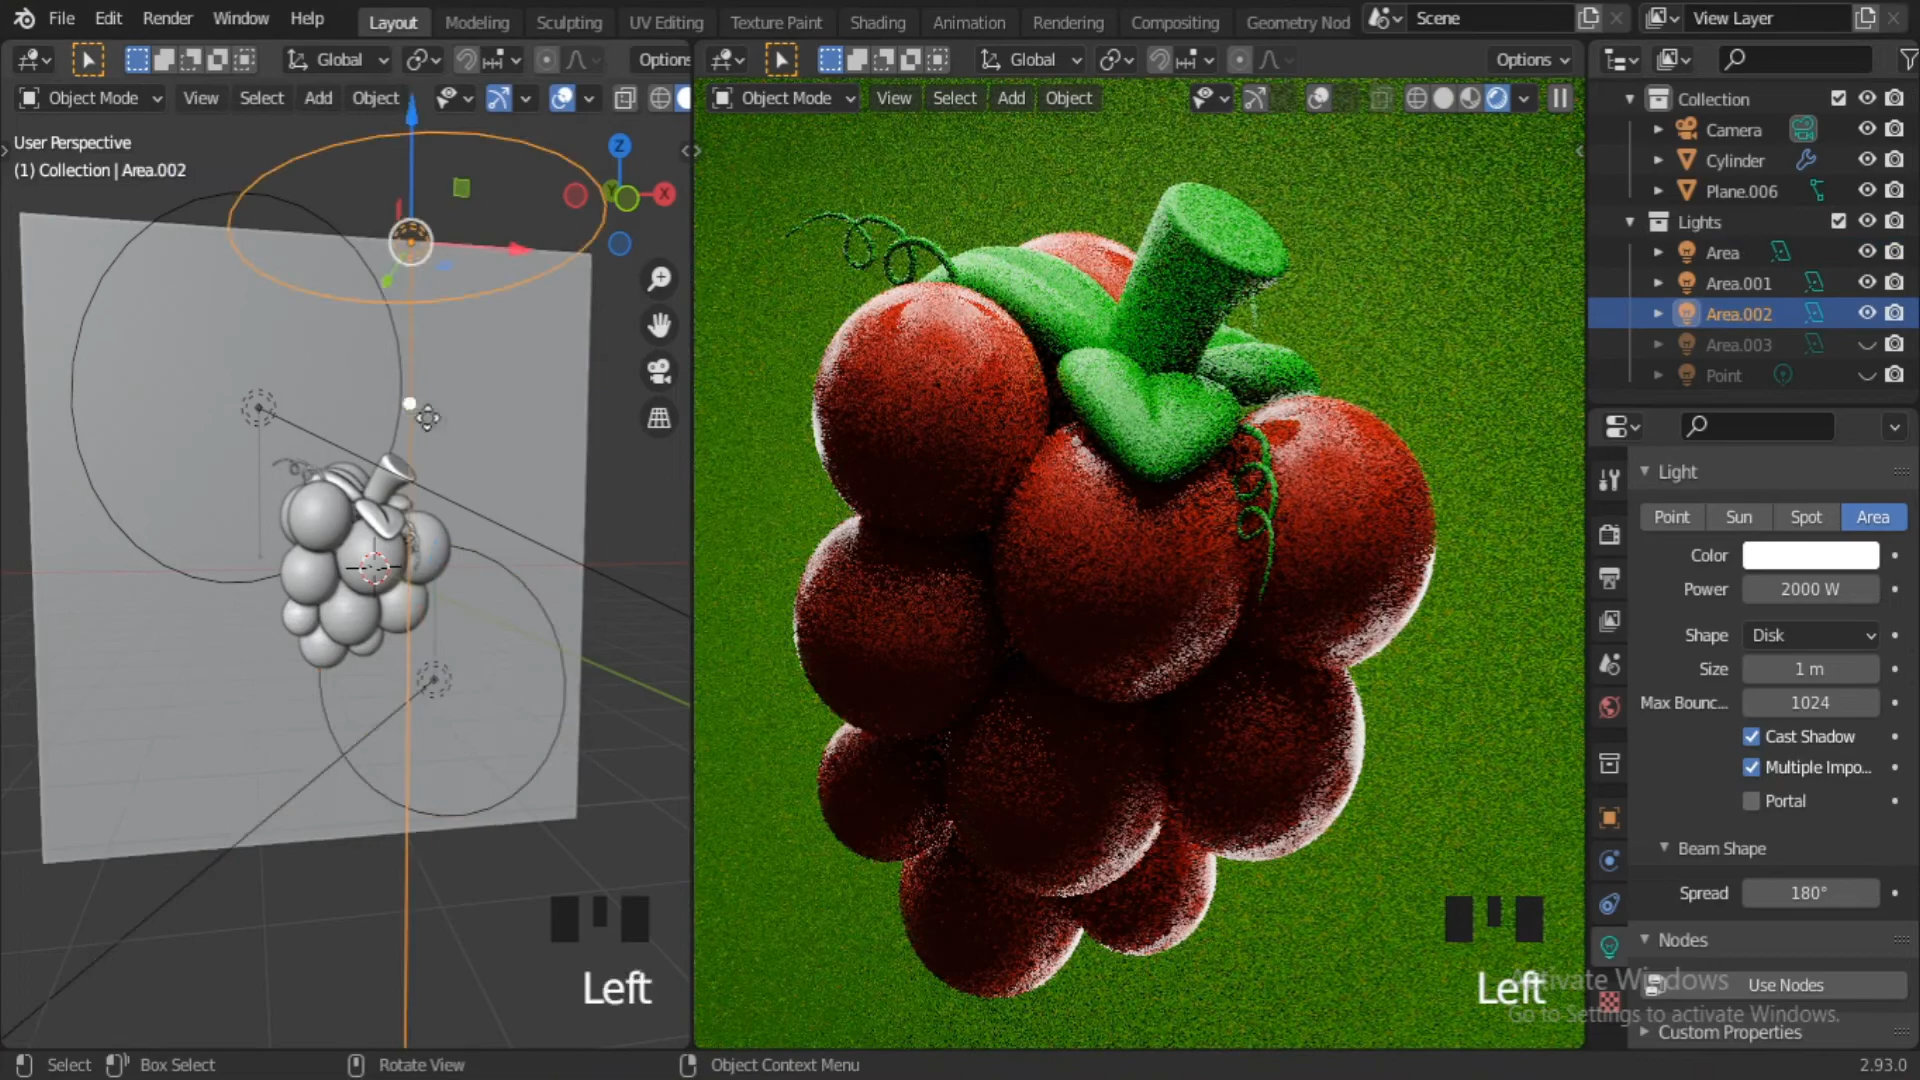 File Edit Render Window Help Layout Modeling Sculpting UV Editing Texture Paint Shading Animation Rendering Compositing Geometry Nod Scene View Layer
Global Options Global Options
Object Mode View Select Add Object Object Mode View Select Add Object
User Perspective
(1) Collection | Area.002
Z
X
Y
Left
Left
Collection
Camera
Cylinder
Plane.006
Lights
Area
Area.001
Area.002
Area.003
Point
Light
Point Sun Spot Area
Color
Power 2000 W
Shape Disk
Size 1 m
Max Bounc... 1024
Cast Shadow
Multiple Impo...
Portal
Beam Shape
Spread 180°
Nodes
Activate Windows
Use Nodes
Go to Settings to activate Windows.
Custom Properties
Select Box Select Rotate View Object Context Menu 2.93.0